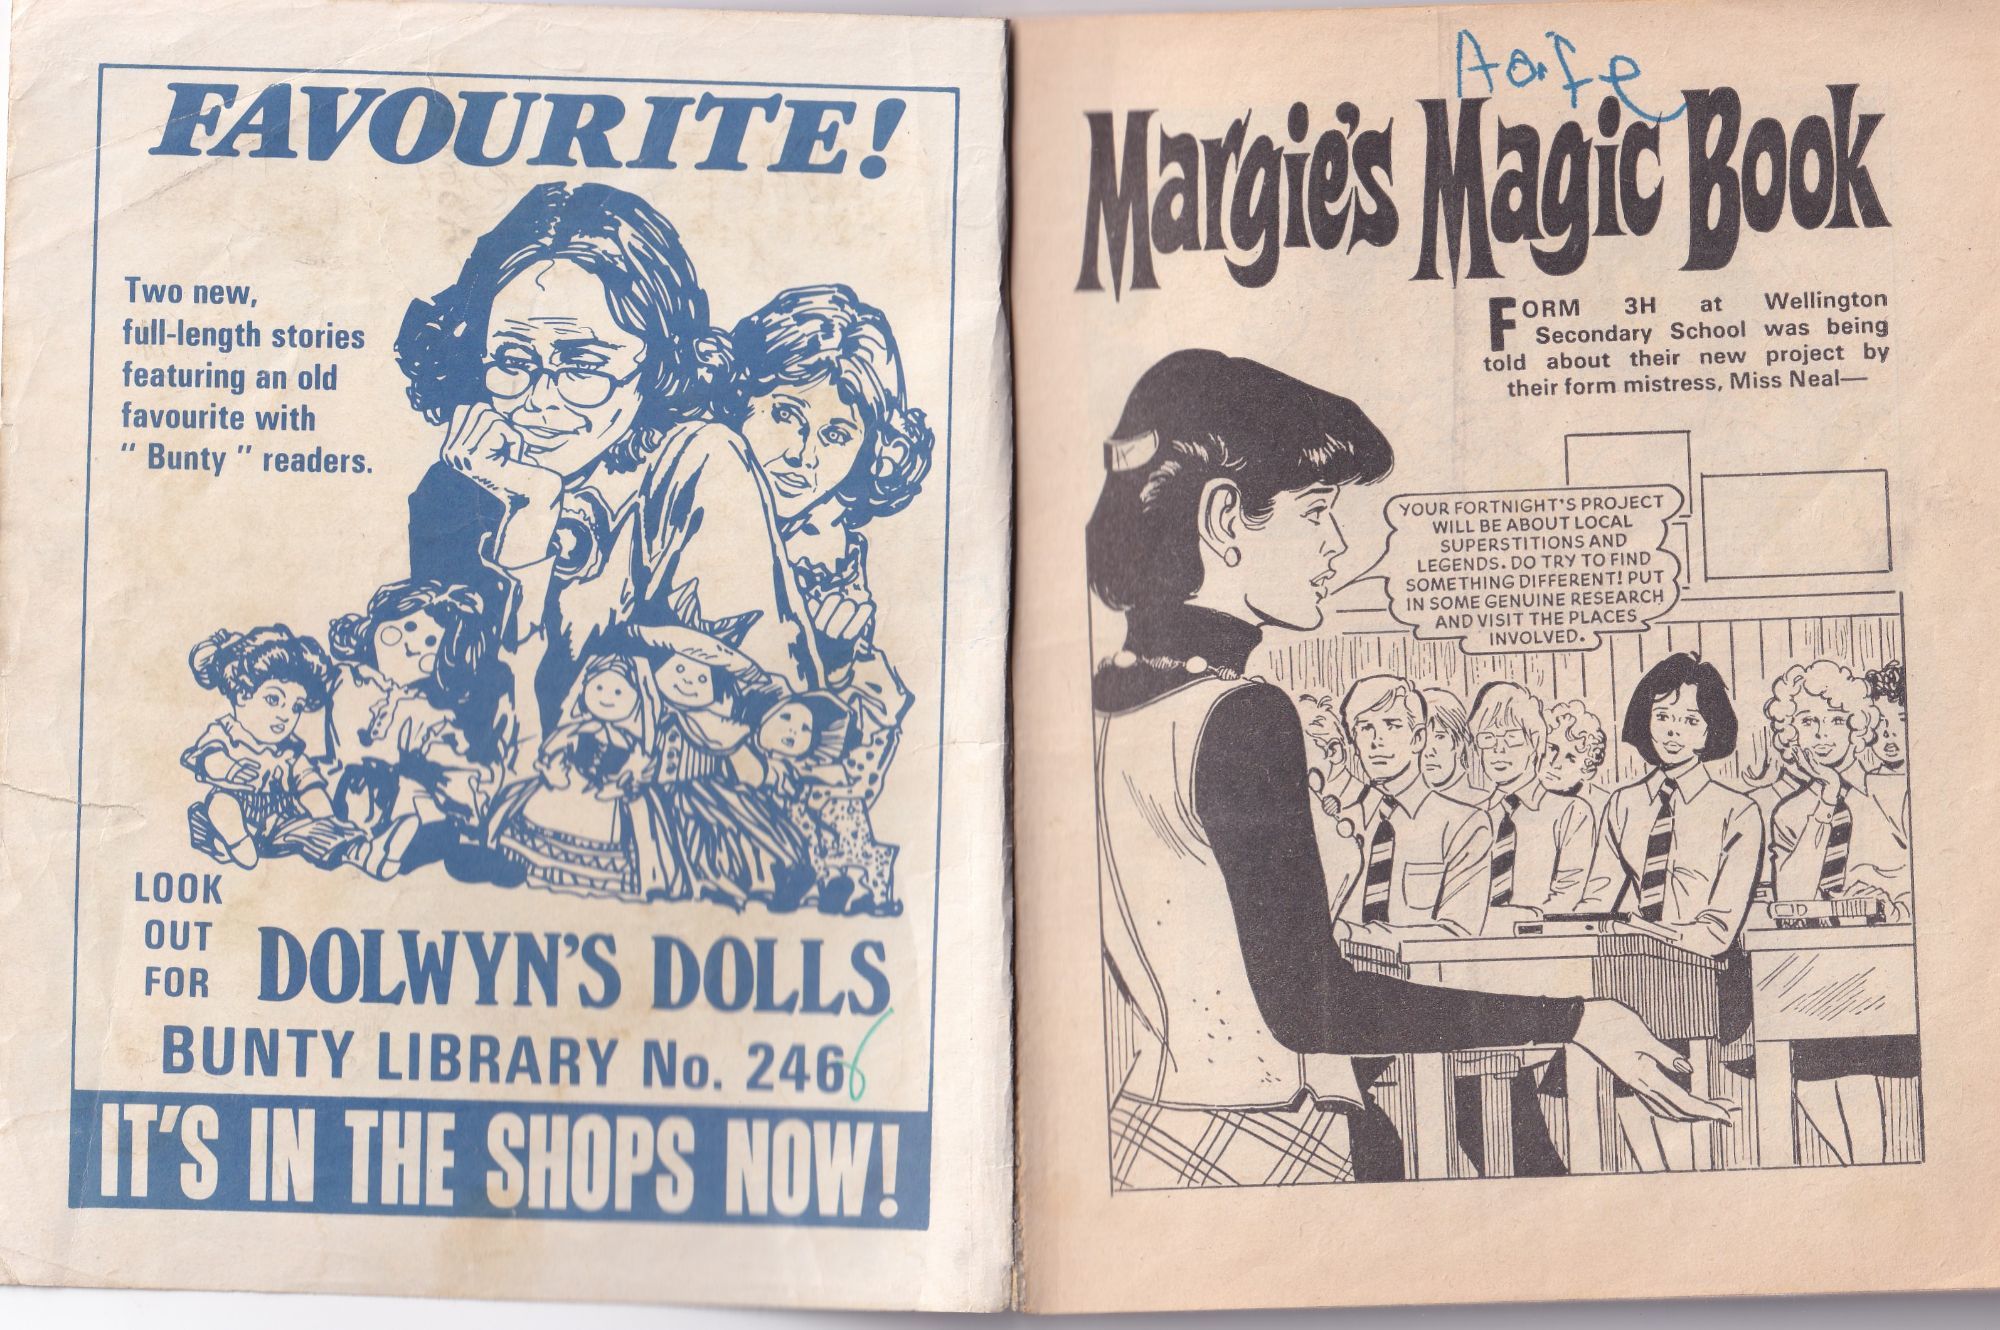 FAVOURITE!
Two new,
full-length stories
featuring an old
favourite with
" Bunty " readers.
LOOK
OUT
FOR
DOLWYN'S DOLLS
BUNTY LIBRARY No. 246
6
IT'S IN THE SHOPS NOW!
Aoife
Margie's Magic Book
FORM 3H at Wellington
Secondary School was being
told about their new project by
their form mistress, Miss Neal—
YOUR FORTNIGHT'S PROJECT
WILL BE ABOUT LOCAL
SUPERSTITIONS AND
LEGENDS. DO TRY TO FIND
SOMETHING DIFFERENT! PUT
IN SOME GENUINE RESEARCH
AND VISIT THE PLACES
INVOLVED.